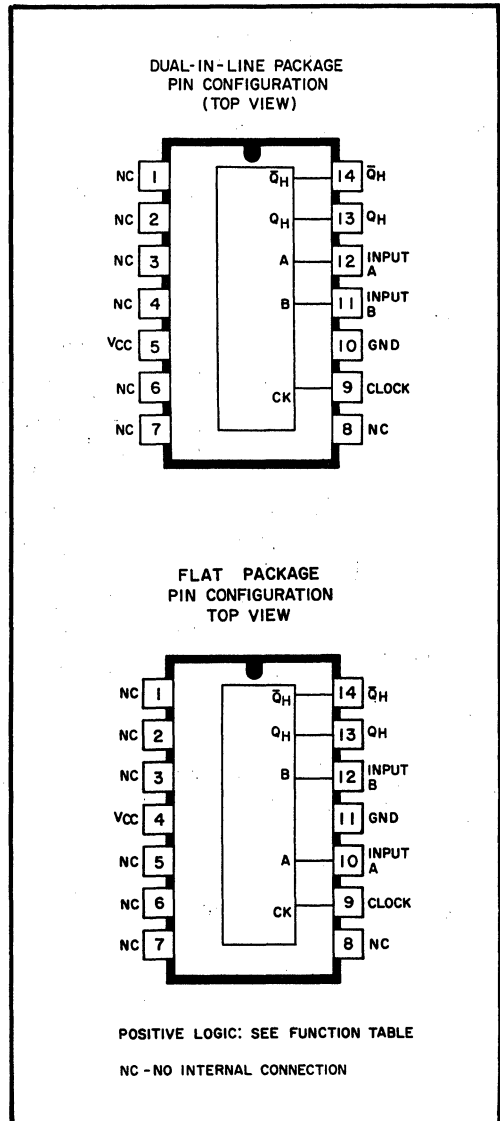 DUAL-IN-LINE PACKAGE
PIN CONFIGURATION
(TOP VIEW)
NC 1 Q̄H 14 Q̄H
NC 2 QH 13 QH
NC 3 A 12 INPUT A
NC 4 B 11 INPUT B
VCC 5 10 GND
NC 6 CK 9 CLOCK
NC 7 8 NC
FLAT PACKAGE
PIN CONFIGURATION
TOP VIEW
NC 1 Q̄H 14 Q̄H
NC 2 QH 13 QH
NC 3 B 12 INPUT B
VCC 4 11 GND
NC 5 A 10 INPUT A
NC 6 CK 9 CLOCK
NC 7 8 NC
POSITIVE LOGIC: SEE FUNCTION TABLE
NC - NO INTERNAL CONNECTION